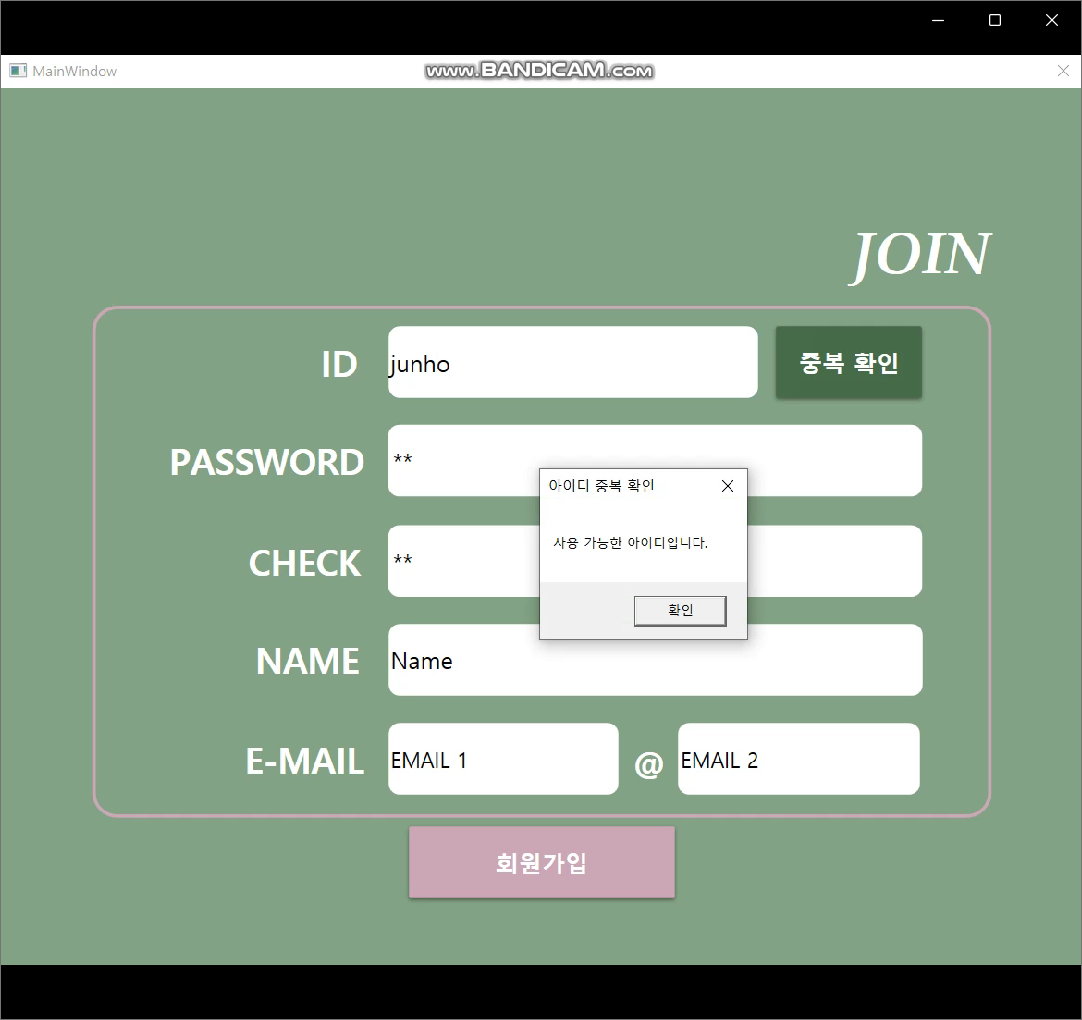 MainWindow
www.BANDICAM.com
JOIN
ID
junho
중복 확인
PASSWORD
**
아이디 중복 확인
사용 가능한 아이디입니다.
확인
CHECK
**
NAME
Name
E-MAIL
EMAIL 1
@
EMAIL 2
회원가입